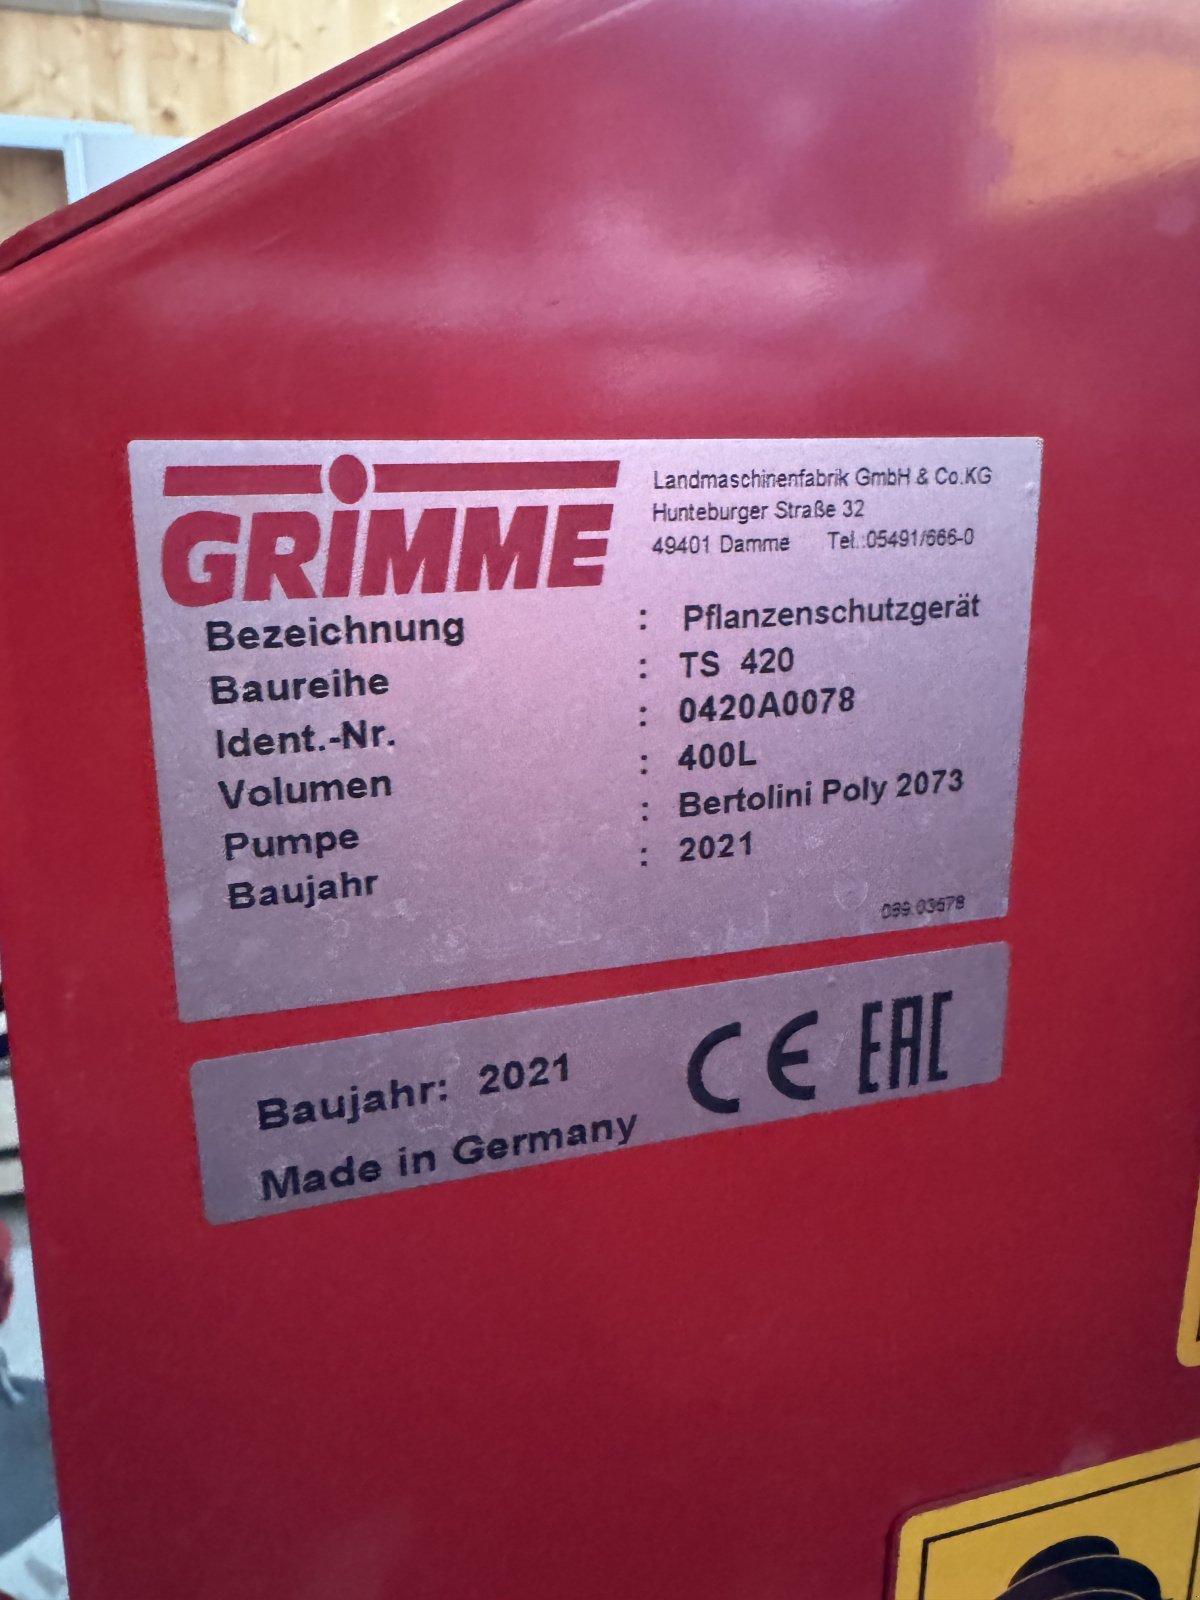 GRIMME
Landmaschinenfabrik GmbH & Co.KG
Hunteburger Straße 32
49401 Damme Tel.:05491/666-0
Bezeichnung : Pflanzenschutzgerät
Baureihe : TS 420
Ident.-Nr. : 0420A0078
Volumen : 400L
Pumpe : Bertolini Poly 2073
Baujahr : 2021
Baujahr: 2021
Made in Germany
CE EAC